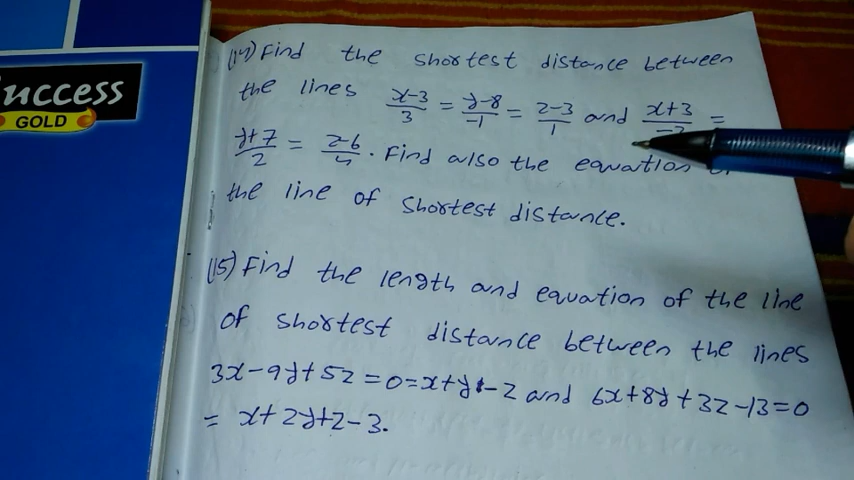 uccess
GOLD
(14) Find the shortest distance between
the lines x-3/3 = y-8/-1 = z-3/1 and x+3/-3 =
y+7/2 = z-6/4 . Find also the equation
the line of shortest distance.
(15) Find the length and equation of the line
of shortest distance between the lines
3x-9y+5z=0=x+y-z and 6x+8y+3z-13=0
= x+2y+z-3.